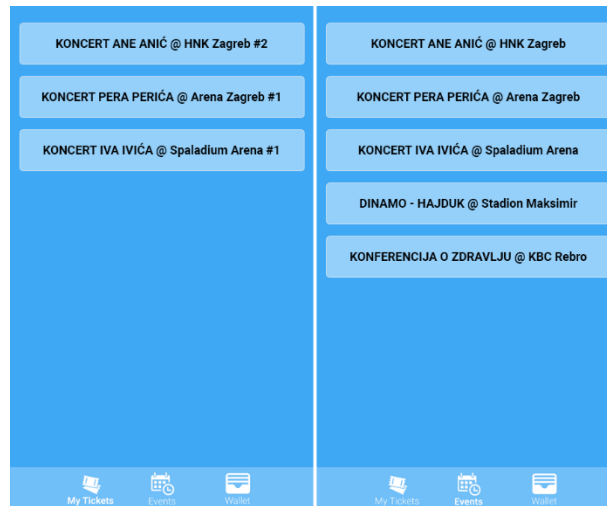 KONCERT ANE ANIĆ @ HNK Zagreb #2
KONCERT PERA PERIĆA @ Arena Zagreb #1
KONCERT IVA IVIĆA @ Spaladium Arena #1
My Tickets
Events
Wallet
KONCERT ANE ANIĆ @ HNK Zagreb
KONCERT PERA PERIĆA @ Arena Zagreb
KONCERT IVA IVIĆA @ Spaladium Arena
DINAMO - HAJDUK @ Stadion Maksimir
KONFERENCIJA O ZDRAVLJU @ KBC Rebro
My Tickets
Events
Wallet